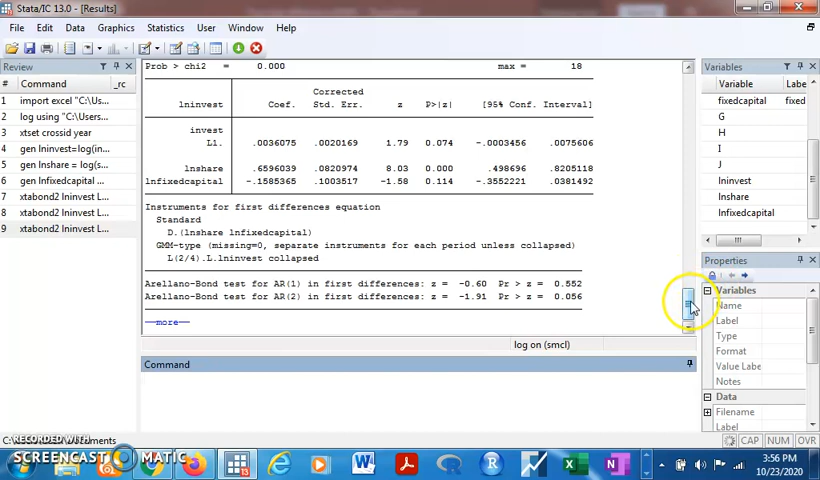 Stata/IC 13.0 - [Results]
File Edit Data Graphics Statistics User Window Help
Review
# Command _rc
1 import excel "C:\Us...
2 log using "C:\Users...
3 xtset crossid year
4 gen lninvest=log(in...
5 gen lnshare = log(s...
6 gen lnfixedcapital ...
7 xtabond2 lninvest L...
8 xtabond2 lninvest L...
9 xtabond2 lninvest L...
Prob > chi2 = 0.000 max = 18
Corrected
lninvest Coef. Std. Err. z P>|z| [95% Conf. Interval]
invest
L1. .0036075 .0020169 1.79 0.074 -.0003456 .0075606
lnshare .6596039 .0820974 8.03 0.000 .498696 .8205118
lnfixedcapital -.1585365 .1003517 -1.58 0.114 -.3552221 .0381492
Instruments for first differences equation
Standard
D.(lnshare lnfixedcapital)
GMM-type (missing=0, separate instruments for each period unless collapsed)
L(2/4).L.lninvest collapsed
Arellano-Bond test for AR(1) in first differences: z = -0.60 Pr > z = 0.552
Arellano-Bond test for AR(2) in first differences: z = -1.91 Pr > z = 0.056
—more—
log on (smcl)
Command
Variables
Variable Labe
fixedcapital fixed
G
H
I
J
lninvest
lnshare
lnfixedcapital
Properties
Variables
Name
Label
Type
Format
Value Labe
Notes
Data
Filename
Label
CAP NUM OVR
RECORDED WITH
SCREENCAST MATIC
3:56 PM
10/23/2020